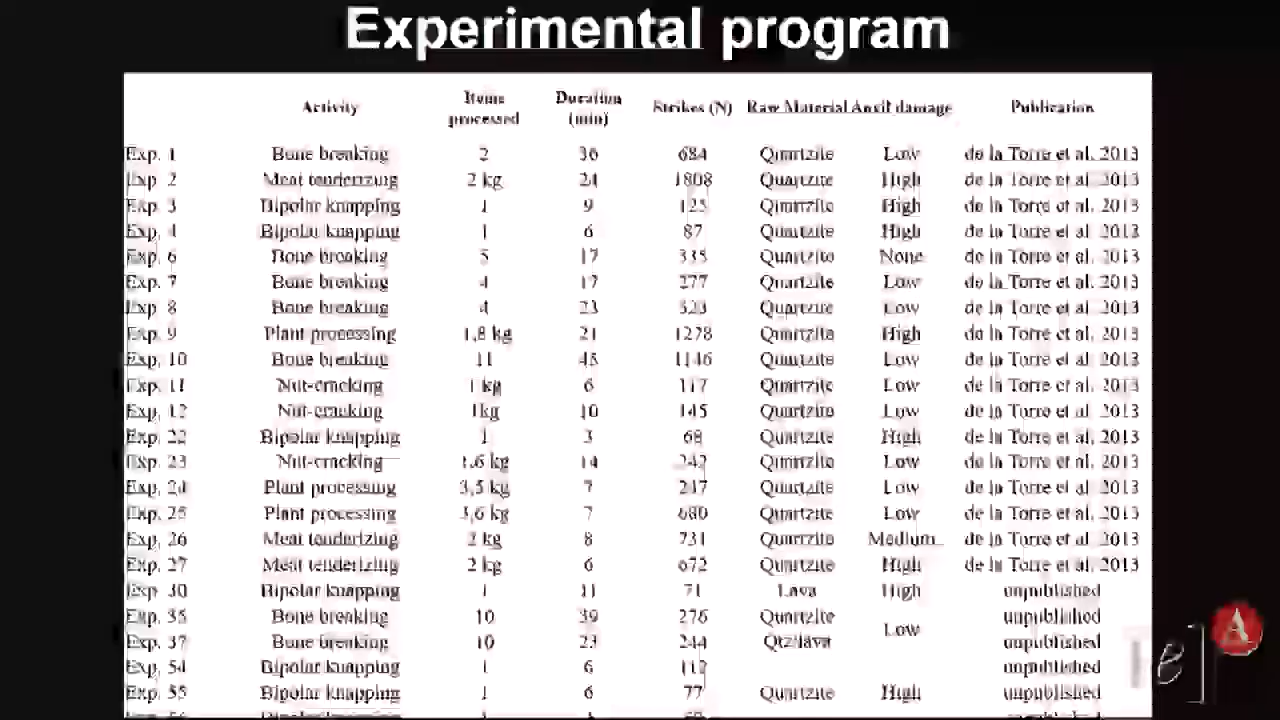 Experimental program
Activity Items processed Duration (min) Strikes (N) Raw Material Anvil damage Publication
Exp. 1 Bone breaking 2 36 684 Quartzite Low de la Torre et al. 2013
Exp. 2 Meat tenderizing 2 kg 24 1808 Quartzite High de la Torre et al. 2013
Exp. 3 Bipolar knapping 1 9 125 Quartzite High de la Torre et al. 2013
Exp. 4 Bipolar knapping 1 6 87 Quartzite High de la Torre et al. 2013
Exp. 6 Bone breaking 5 17 335 Quartzite None de la Torre et al. 2013
Exp. 7 Bone breaking 4 17 277 Quartzite Low de la Torre et al. 2013
Exp. 8 Bone breaking 4 23 523 Quartzite Low de la Torre et al. 2013
Exp. 9 Plant processing 1,8 kg 21 1278 Quartzite High de la Torre et al. 2013
Exp. 10 Bone breaking 11 45 1146 Quartzite Low de la Torre et al. 2013
Exp. 11 Nut-cracking 1 kg 6 117 Quartzite Low de la Torre et al. 2013
Exp. 12 Nut-cracking 1kg 10 145 Quartzite Low de la Torre et al. 2013
Exp. 22 Bipolar knapping 1 3 68 Quartzite High de la Torre et al. 2013
Exp. 23 Nut-cracking 1,6 kg 14 242 Quartzite Low de la Torre et al. 2013
Exp. 24 Plant processing 3,5 kg 7 Quartzite Low de la Torre et al. 2013
Exp. 25 Plant processing 3,6 kg 7 680 Quartzite Low de la Torre et al. 2013
Exp. 26 Meat tenderizing 2 kg 8 731 Quartzite Medium de la Torre et al. 2013
Exp. 27 Meat tenderizing 2 kg 6 672 Quartzite High de la Torre et al. 2013
Exp. 30 Bipolar knapping 1 11 71 Lava High unpublished
Exp. 35 Bone breaking 10 39 276 Quartzite unpublished
Low
Exp. 37 Bone breaking 10 23 244 Qtz/lava unpublished
Exp. 54 Bipolar knapping 1 6 112 unpublished
Exp. 55 Bipolar knapping 1 6 77 Quartzite High unpublished